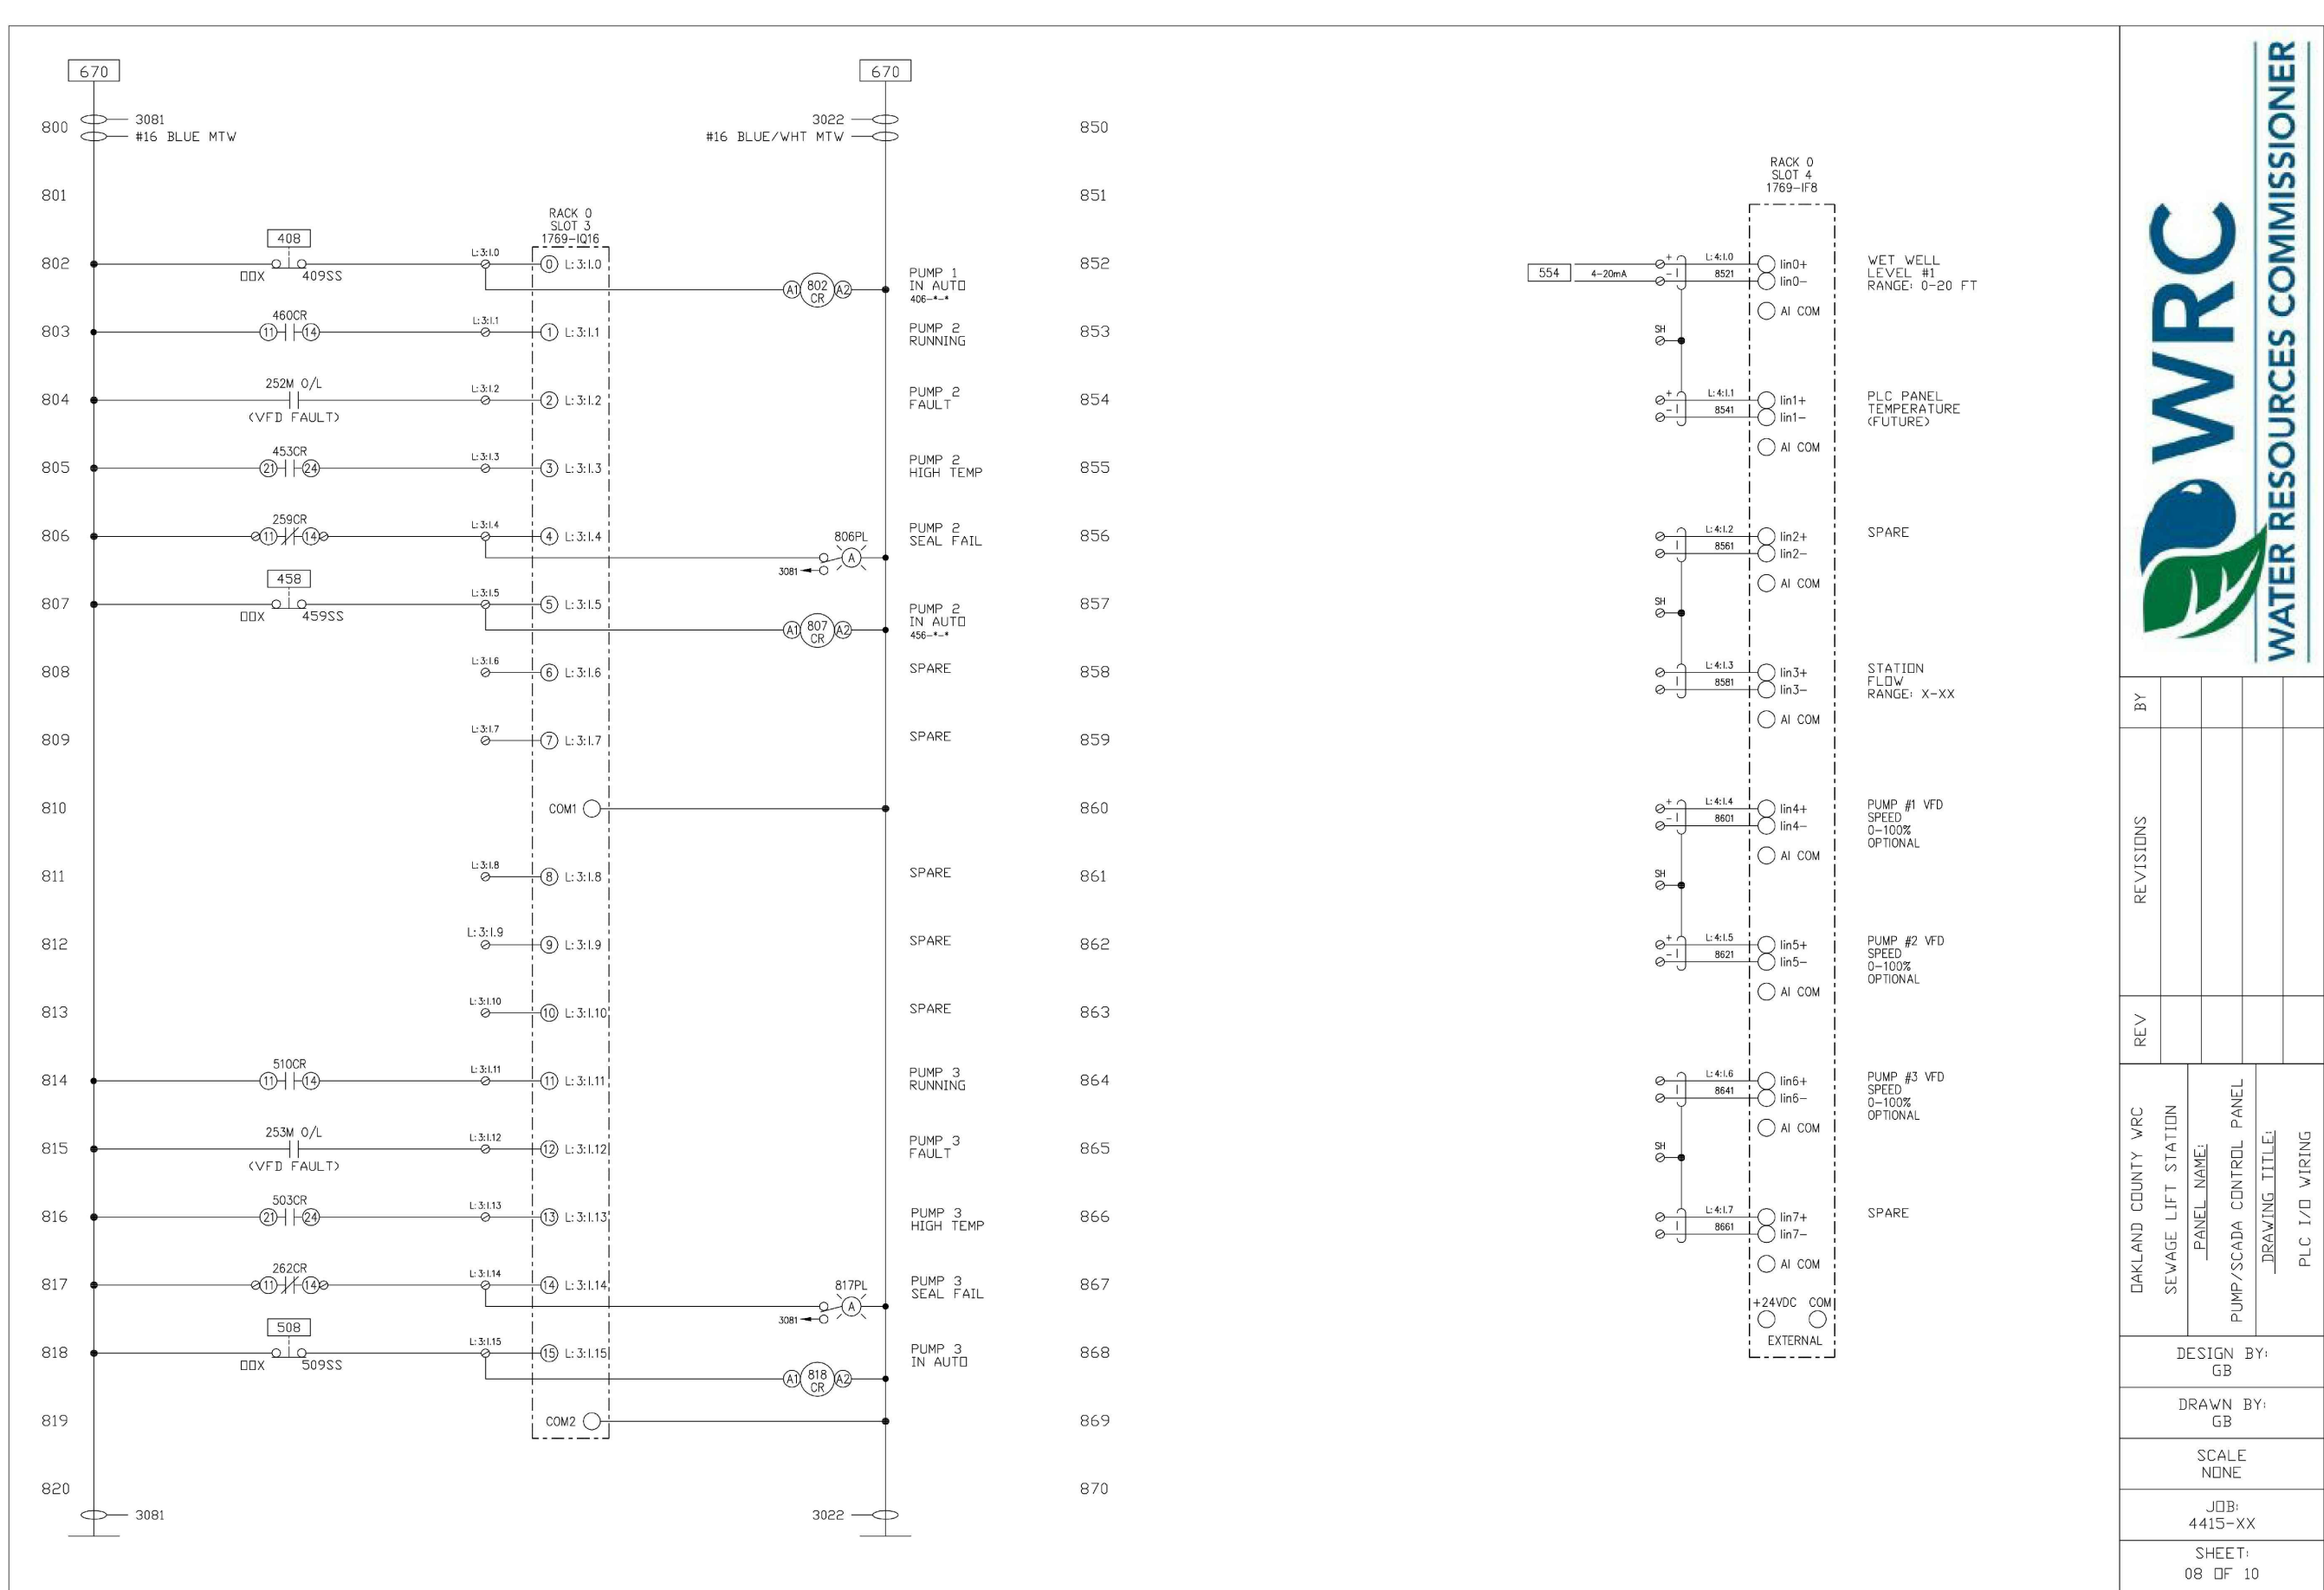 670
670
800
3081
#16 BLUE MTW
3022
#16 BLUE/WHT MTW
801
RACK 0
SLOT 3
1769-IQ16
802
408
OOX
409SS
L:3:I.0
0 L:3:I.0
A1 802 CR A2
PUMP 1
IN AUTO
406-*-*
803
460CR
11 14
L:3:I.1
1 L:3:I.1
PUMP 2
RUNNING
804
252M O/L
(VFD FAULT)
L:3:I.2
2 L:3:I.2
PUMP 2
FAULT
805
453CR
21 24
L:3:I.3
3 L:3:I.3
PUMP 2
HIGH TEMP
806
259CR
11 14
L:3:I.4
4 L:3:I.4
806PL
A
3081
PUMP 2
SEAL FAIL
807
458
OOX
459SS
L:3:I.5
5 L:3:I.5
A1 807 CR A2
PUMP 2
IN AUTO
456-*-*
808
L:3:I.6
6 L:3:I.6
SPARE
809
L:3:I.7
7 L:3:I.7
SPARE
810
COM1
811
L:3:I.8
8 L:3:I.8
SPARE
812
L:3:I.9
9 L:3:I.9
SPARE
813
L:3:I.10
10 L:3:I.10
SPARE
814
510CR
11 14
L:3:I.11
11 L:3:I.11
PUMP 3
RUNNING
815
253M O/L
(VFD FAULT)
L:3:I.12
12 L:3:I.12
PUMP 3
FAULT
816
503CR
21 24
L:3:I.13
13 L:3:I.13
PUMP 3
HIGH TEMP
817
262CR
11 14
L:3:I.14
14 L:3:I.14
817PL
A
3081
PUMP 3
SEAL FAIL
818
508
OOX
509SS
L:3:I.15
15 L:3:I.15
A1 818 CR A2
PUMP 3
IN AUTO
819
COM2
820
3081
3022
850
851
RACK 0
SLOT 4
1769-IF8
852
554
4-20mA
+
-
L:4:I.0
8521
Iin0+
Iin0-
AI COM
WET WELL
LEVEL #1
RANGE: 0-20 FT
853
SH
854
+
-
L:4:I.1
8541
Iin1+
Iin1-
AI COM
PLC PANEL
TEMPERATURE
(FUTURE)
855
856
L:4:I.2
8561
Iin2+
Iin2-
AI COM
SPARE
857
SH
858
L:4:I.3
8581
Iin3+
Iin3-
AI COM
STATION
FLOW
RANGE: X-XX
859
860
+
-
L:4:I.4
8601
Iin4+
Iin4-
AI COM
PUMP #1 VFD
SPEED
0-100%
OPTIONAL
861
SH
862
+
-
L:4:I.5
8621
Iin5+
Iin5-
AI COM
PUMP #2 VFD
SPEED
0-100%
OPTIONAL
863
864
L:4:I.6
8641
Iin6+
Iin6-
AI COM
PUMP #3 VFD
SPEED
0-100%
OPTIONAL
865
SH
866
L:4:I.7
8661
Iin7+
Iin7-
AI COM
SPARE
867
+24VDC COM
EXTERNAL
868
869
870
WRC
WATER RESOURCES COMMISSIONER
BY
REVISIONS
REV
OAKLAND COUNTY WRC
SEWAGE LIFT STATION
PANEL NAME:
PUMP/SCADA CONTROL PANEL
DRAWING TITLE:
PLC I/O WIRING
DESIGN BY:
GB
DRAWN BY:
GB
SCALE
NONE
JOB:
4415-XX
SHEET:
08 OF 10